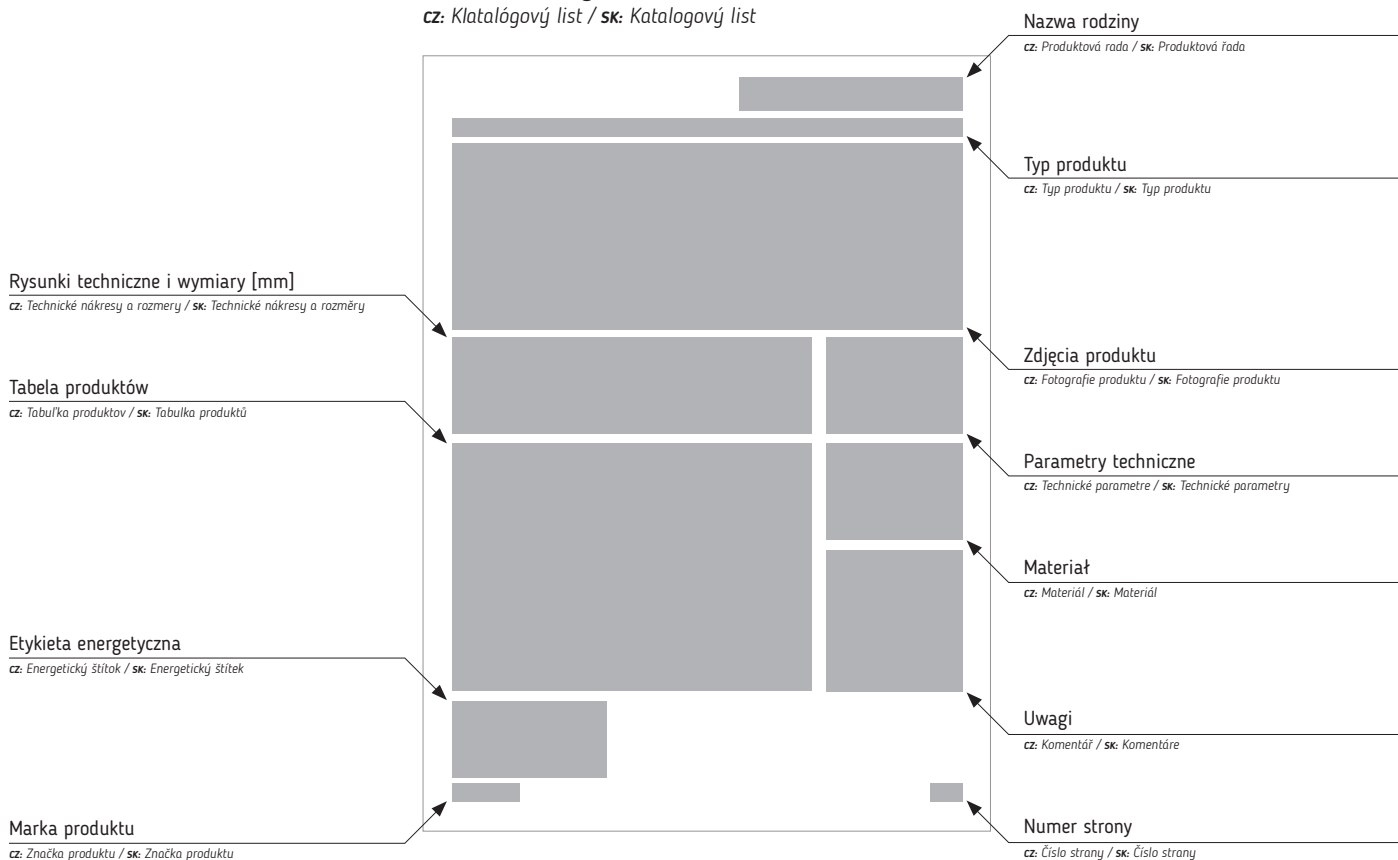 cz: Klatalógový list / sk: Katalogový list
Nazwa rodziny
cz: Produktová rada / sk: Produktová řada
Typ produktu
cz: Typ produktu / sk: Typ produktu
Rysunki techniczne i wymiary [mm]
cz: Technické nákresy a rozmery / sk: Technické nákresy a rozměry
Zdjęcia produktu
cz: Fotografie produktu / sk: Fotografie produktu
Tabela produktów
cz: Tabuľka produktov / sk: Tabulka produktů
Parametry techniczne
cz: Technické parametre / sk: Technické parametry
Materiał
cz: Materiál / sk: Materiál
Etykieta energetyczna
cz: Energetický štítok / sk: Energetický štítek
Uwagi
cz: Komentář / sk: Komentáre
Marka produktu
cz: Značka produktu / sk: Značka produktu
Numer strony
cz: Číslo strany / sk: Číslo strany